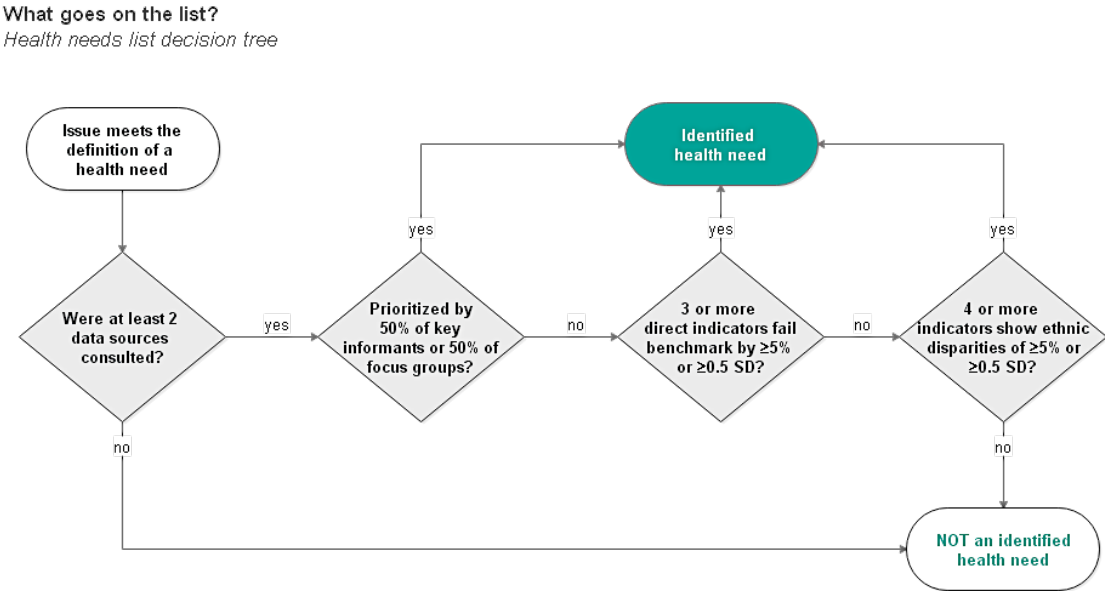 What goes on the list?
Health needs list decision tree
Issue meets the
definition of a
health need
Identified
health need
yes
yes
yes
Were at least 2
data sources
consulted?
yes
Prioritized by
50% of key
informants or 50% of
focus groups?
no
3 or more
direct indicators fail
benchmark by ≥5%
or ≥0.5 SD?
no
4 or more
indicators show ethnic
disparities of ≥5% or
≥0.5 SD?
no
no
NOT an identified
health need